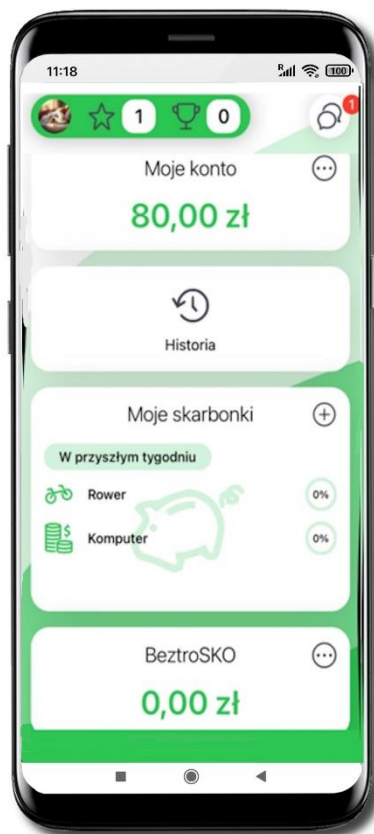 11:18
R
100
1
0
1
Moje konto
80,00 zł
Historia
Moje skarbonki
W przyszłym tygodniu
Rower
0%
$
Komputer
0%
BeztroSKO
0,00 zł